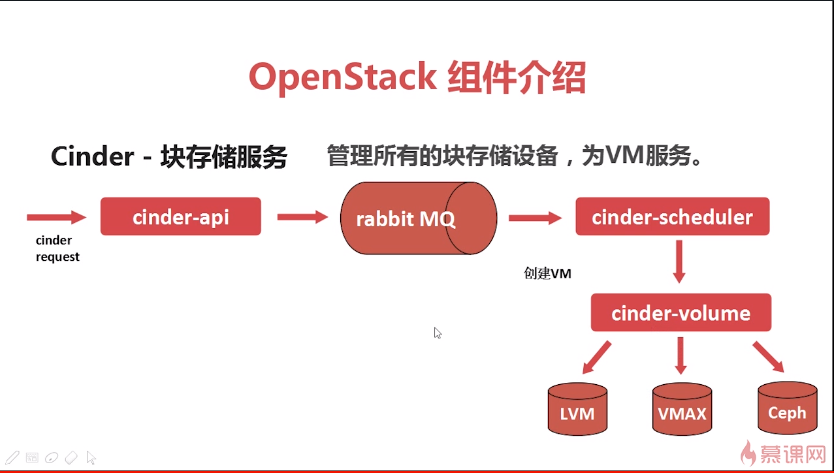 OpenStack 组件介绍
Cinder - 块存储服务
管理所有的块存储设备，为VM服务。
cinder-api
rabbit MQ
cinder-scheduler
cinder
request
创建VM
cinder-volume
LVM
VMAX
Ceph
慕课网